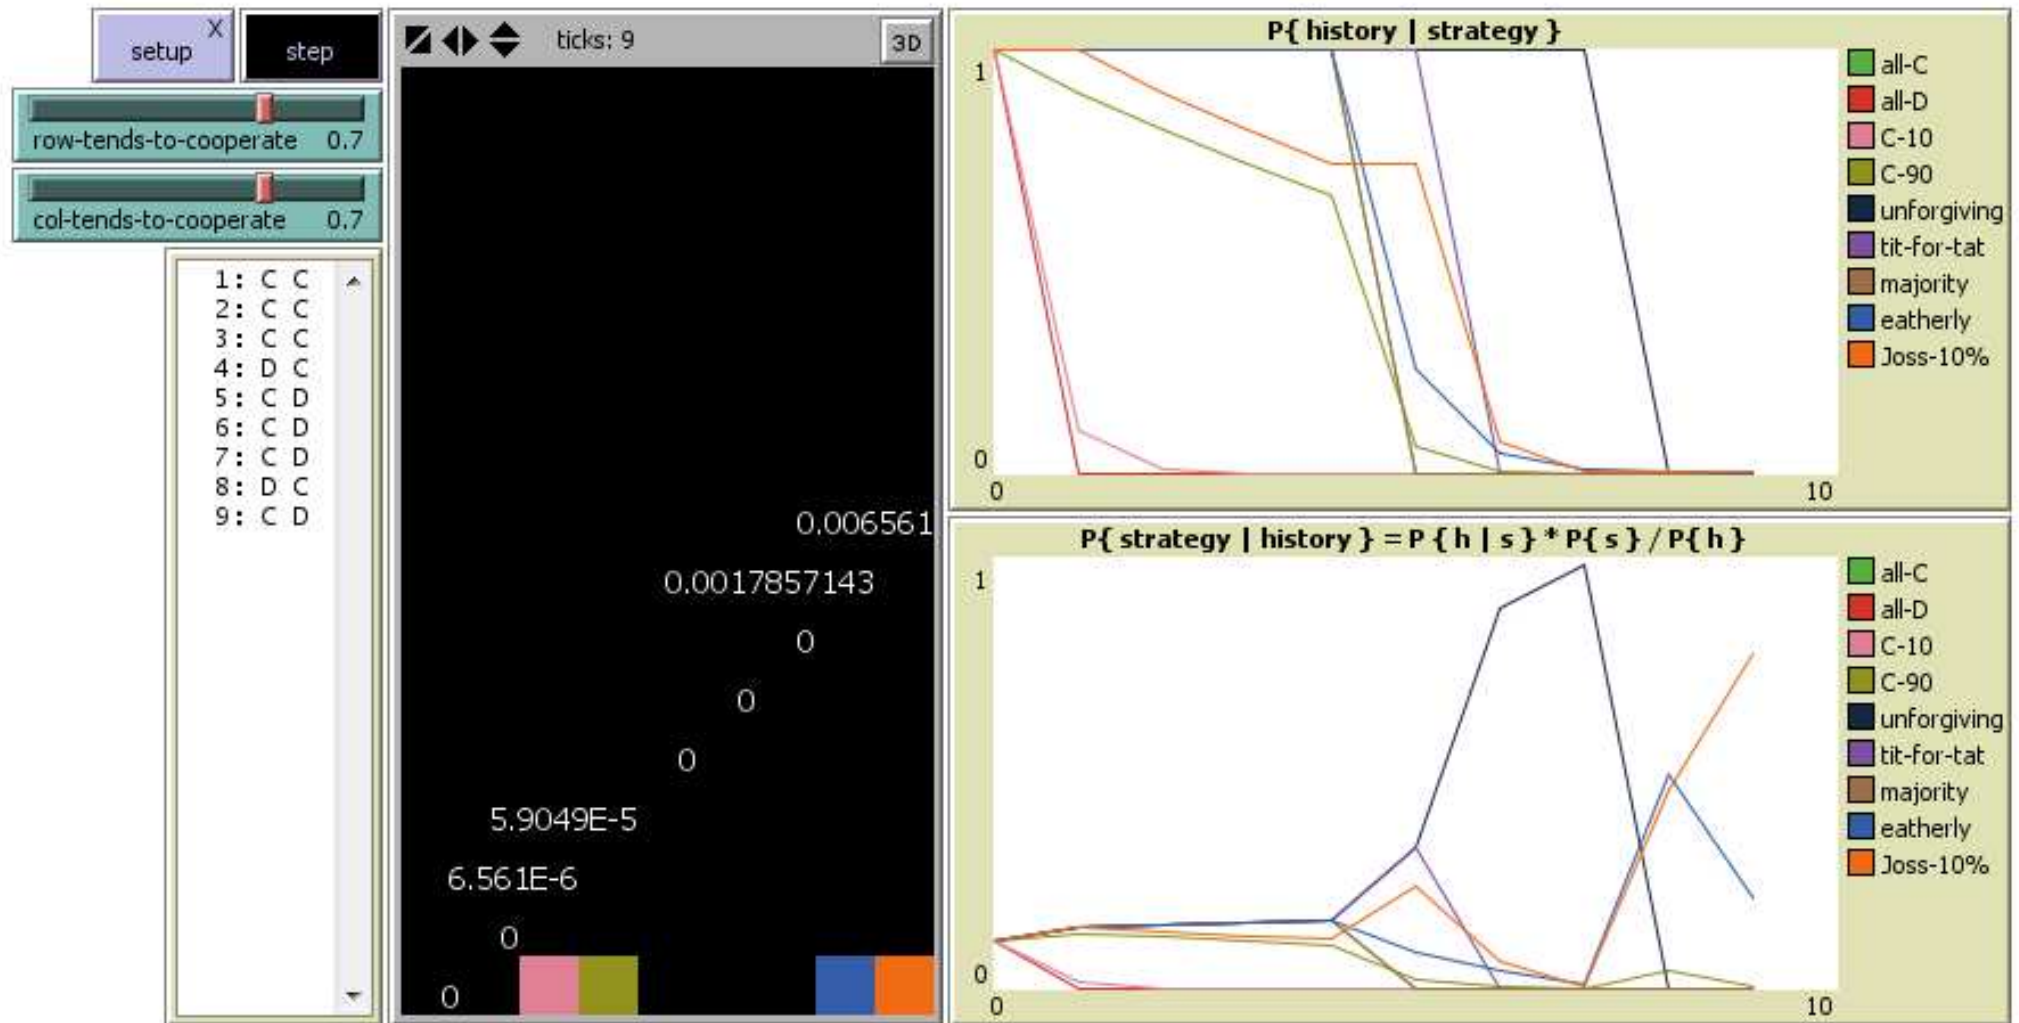 setup X
step
row-tends-to-cooperate 0.7
col-tends-to-cooperate 0.7
1: C C
2: C C
3: C C
4: D C
5: C D
6: C D
7: C D
8: D C
9: C D
ticks: 9
3D
0.006561
0.0017857143
0
0
0
5.9049E-5
6.561E-6
0
0
P{ history | strategy }
1
0
0
10
all-C
all-D
C-10
C-90
unforgiving
tit-for-tat
majority
eatherly
Joss-10%
P{ strategy | history } = P { h | s } * P{ s } / P{ h }
1
0
0
10
all-C
all-D
C-10
C-90
unforgiving
tit-for-tat
majority
eatherly
Joss-10%